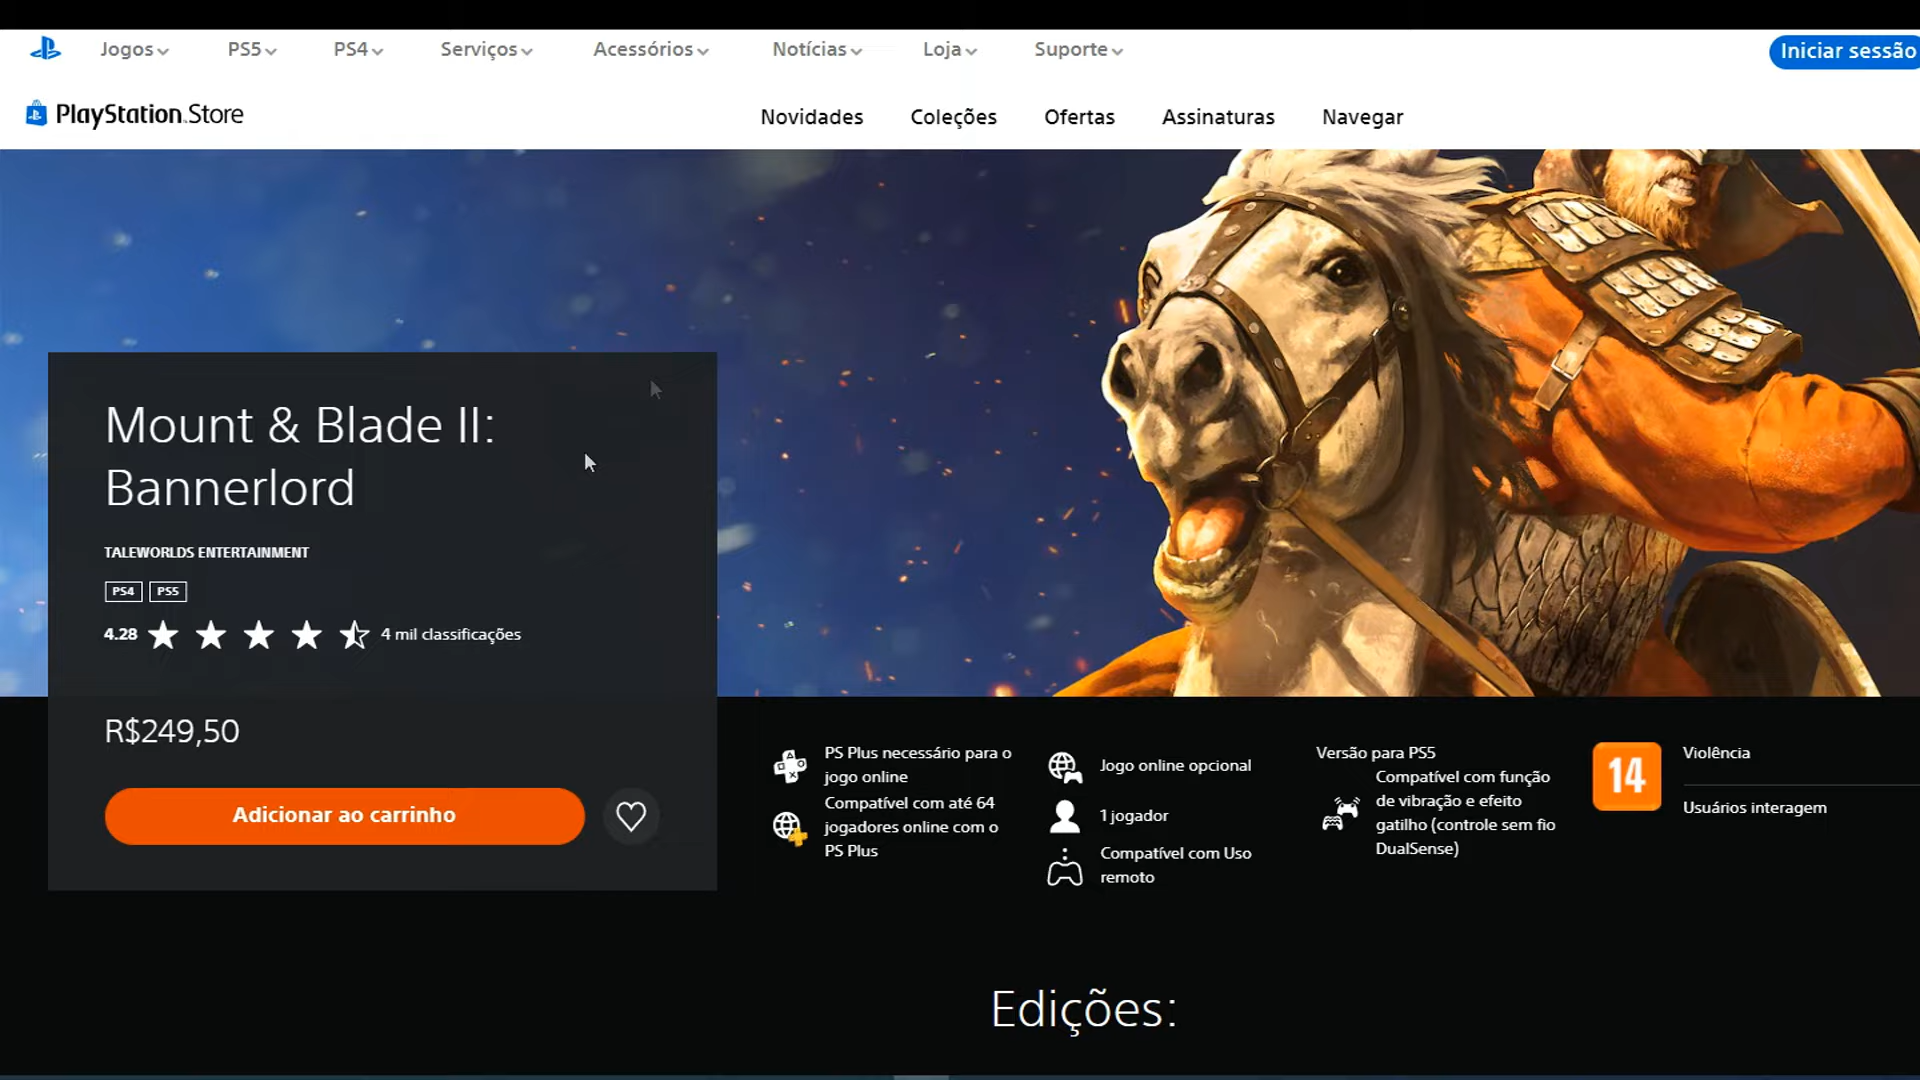 Jogos
PS5
PS4
Serviços
Acessórios
Notícias
Loja
Suporte
Iniciar sessão
PlayStation Store
Novidades
Coleções
Ofertas
Assinaturas
Navegar
Mount & Blade II:
Bannerlord
TALEWORLDS ENTERTAINMENT
PS4
PS5
4.28
4 mil classificações
R$249,50
Adicionar ao carrinho
PS Plus necessário para o
jogo online
Compatível com até 64
jogadores online com o
PS Plus
Jogo online opcional
1 jogador
Compatível com Uso
remoto
Versão para PS5
Compatível com função
de vibração e efeito
gatilho (controle sem fio
DualSense)
14
Violência
Usuários interagem
Edições: